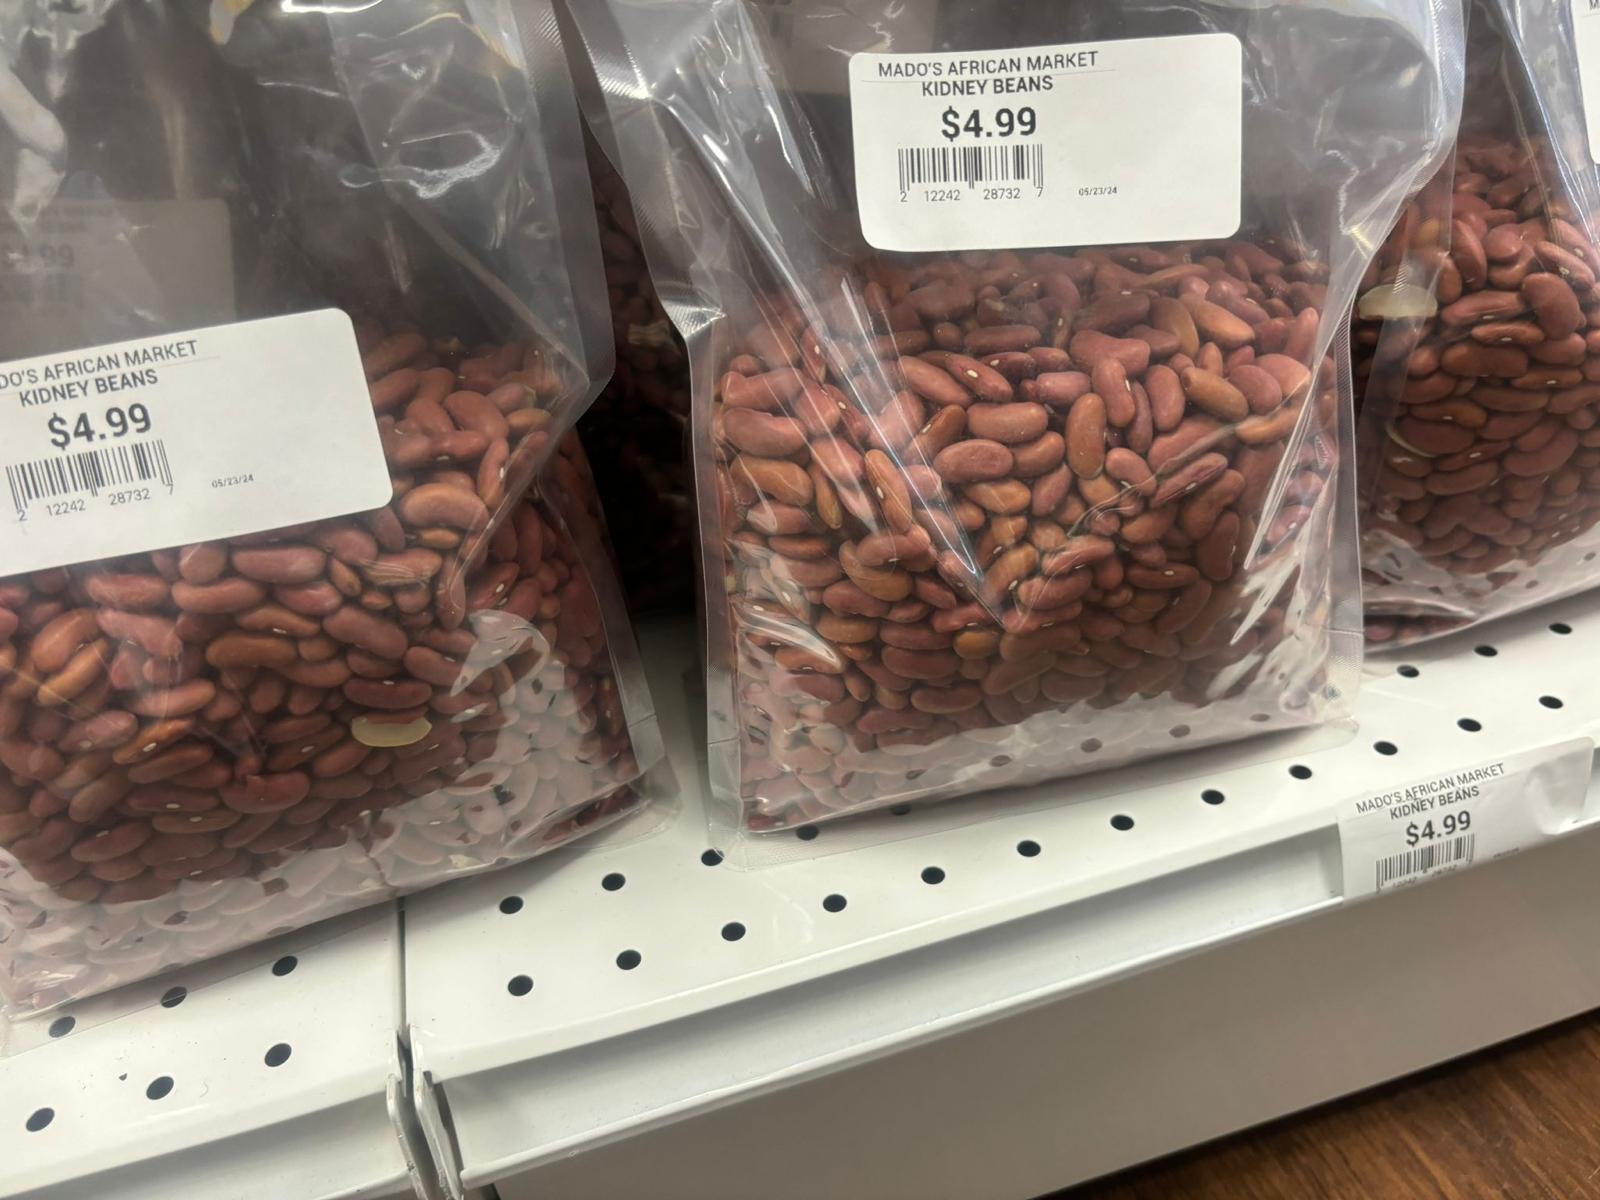 MADO'S AFRICAN MARKET
KIDNEY BEANS
$4.99
2 12242 28732 7 05/23/24
DO'S AFRICAN MARKET
KIDNEY BEANS
$4.99
2 12242 28732 7 05/23/24
MADO'S AFRICAN MARKET
KIDNEY BEANS
$4.99